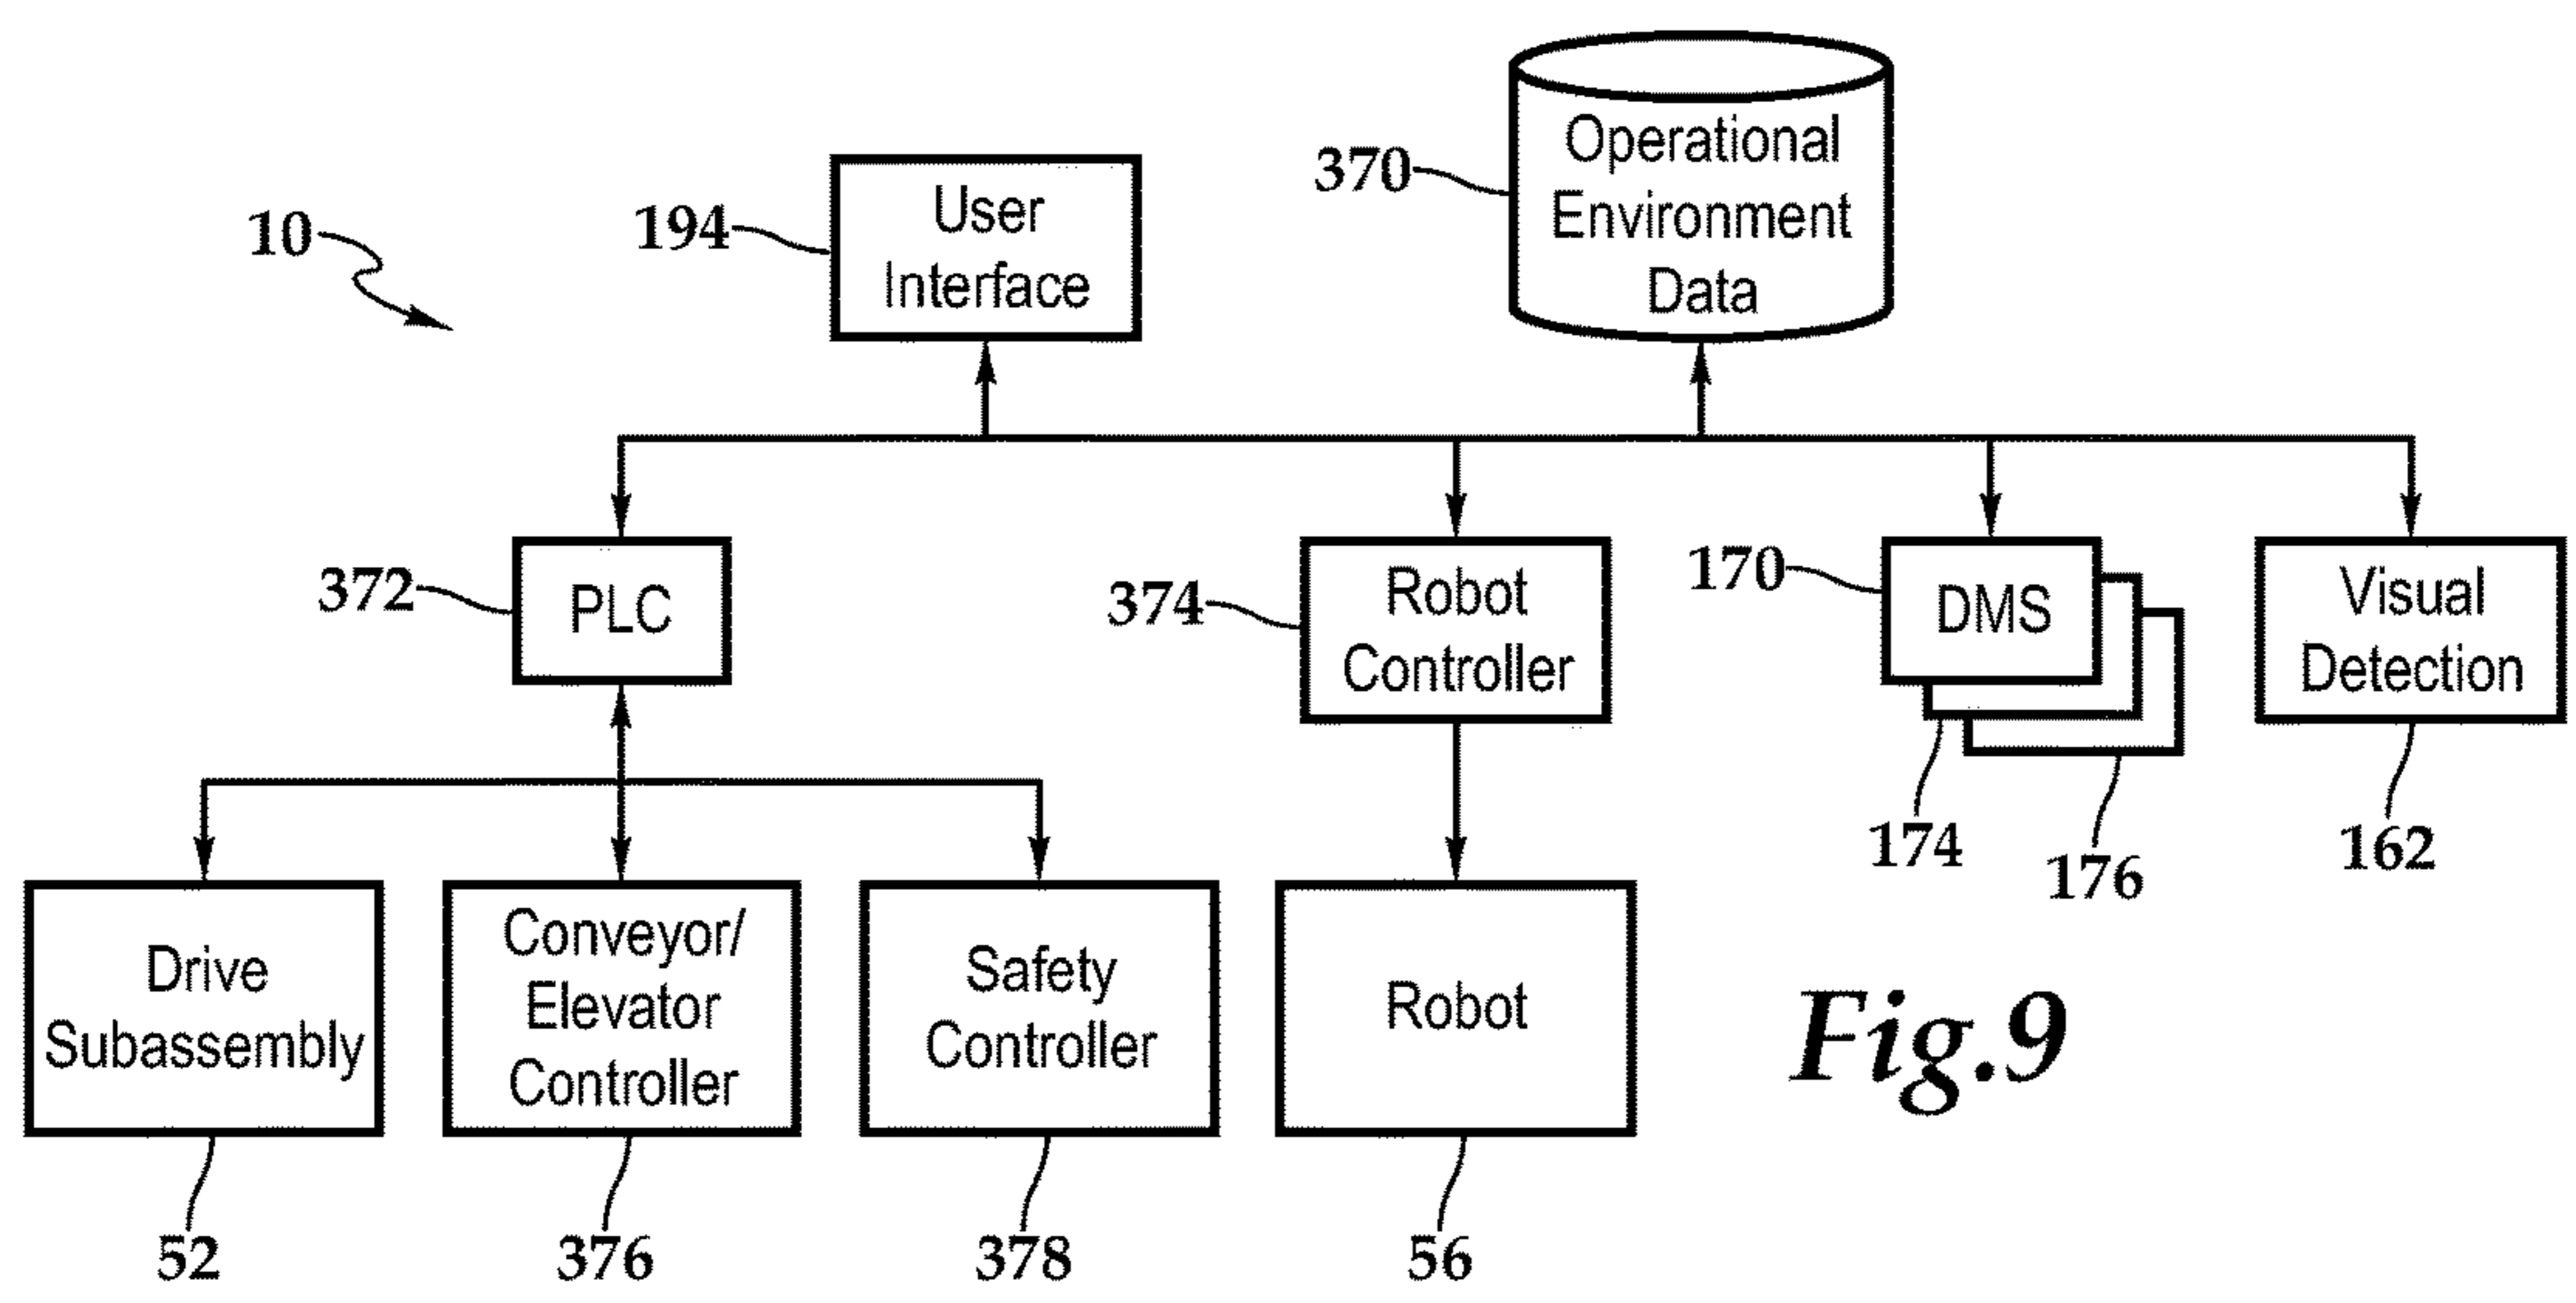 Operational
Environment
Data
370
User
Interface
194
10
PLC
372
Robot
Controller
374
DMS
170
174
176
Visual
Detection
162
Drive
Subassembly
52
Conveyor/
Elevator
Controller
376
Safety
Controller
378
Robot
56
Fig.9